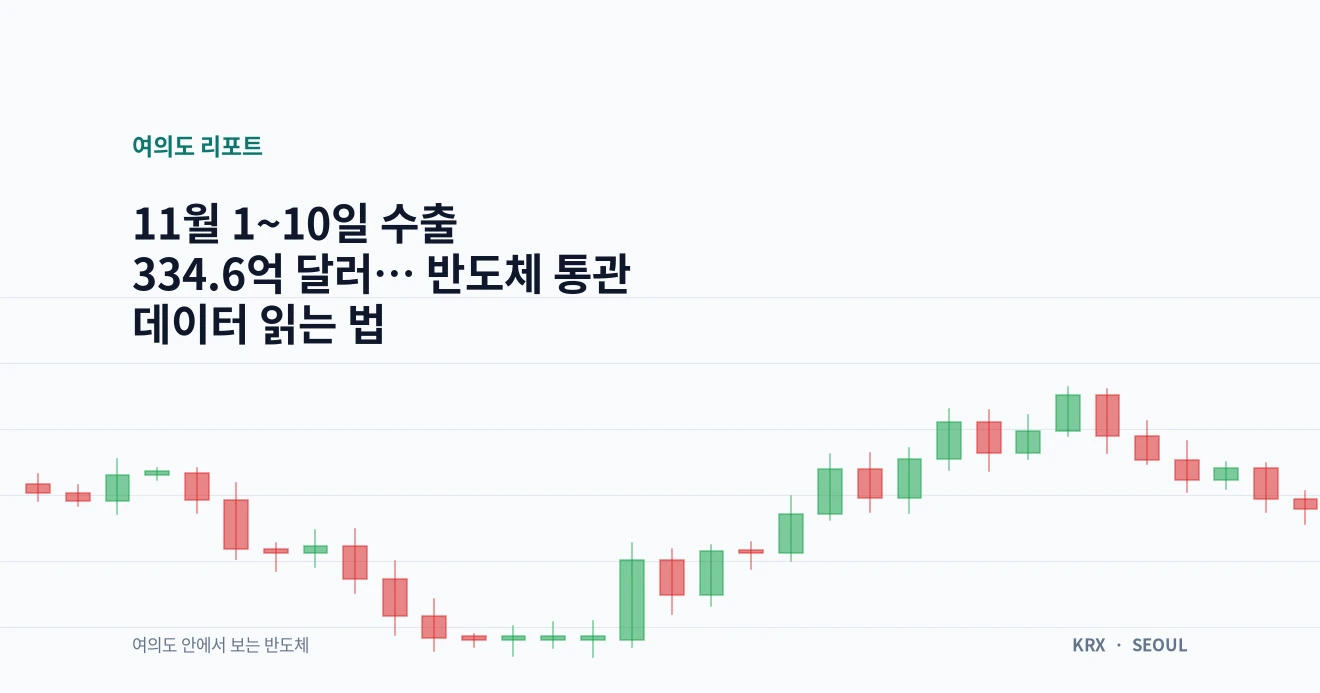 여의도 리포트
11월 1~10일 수출
334.6억 달러… 반도체 통관
데이터 읽는 법
여의도 안에서 보는 반도체
KRX · SEOUL